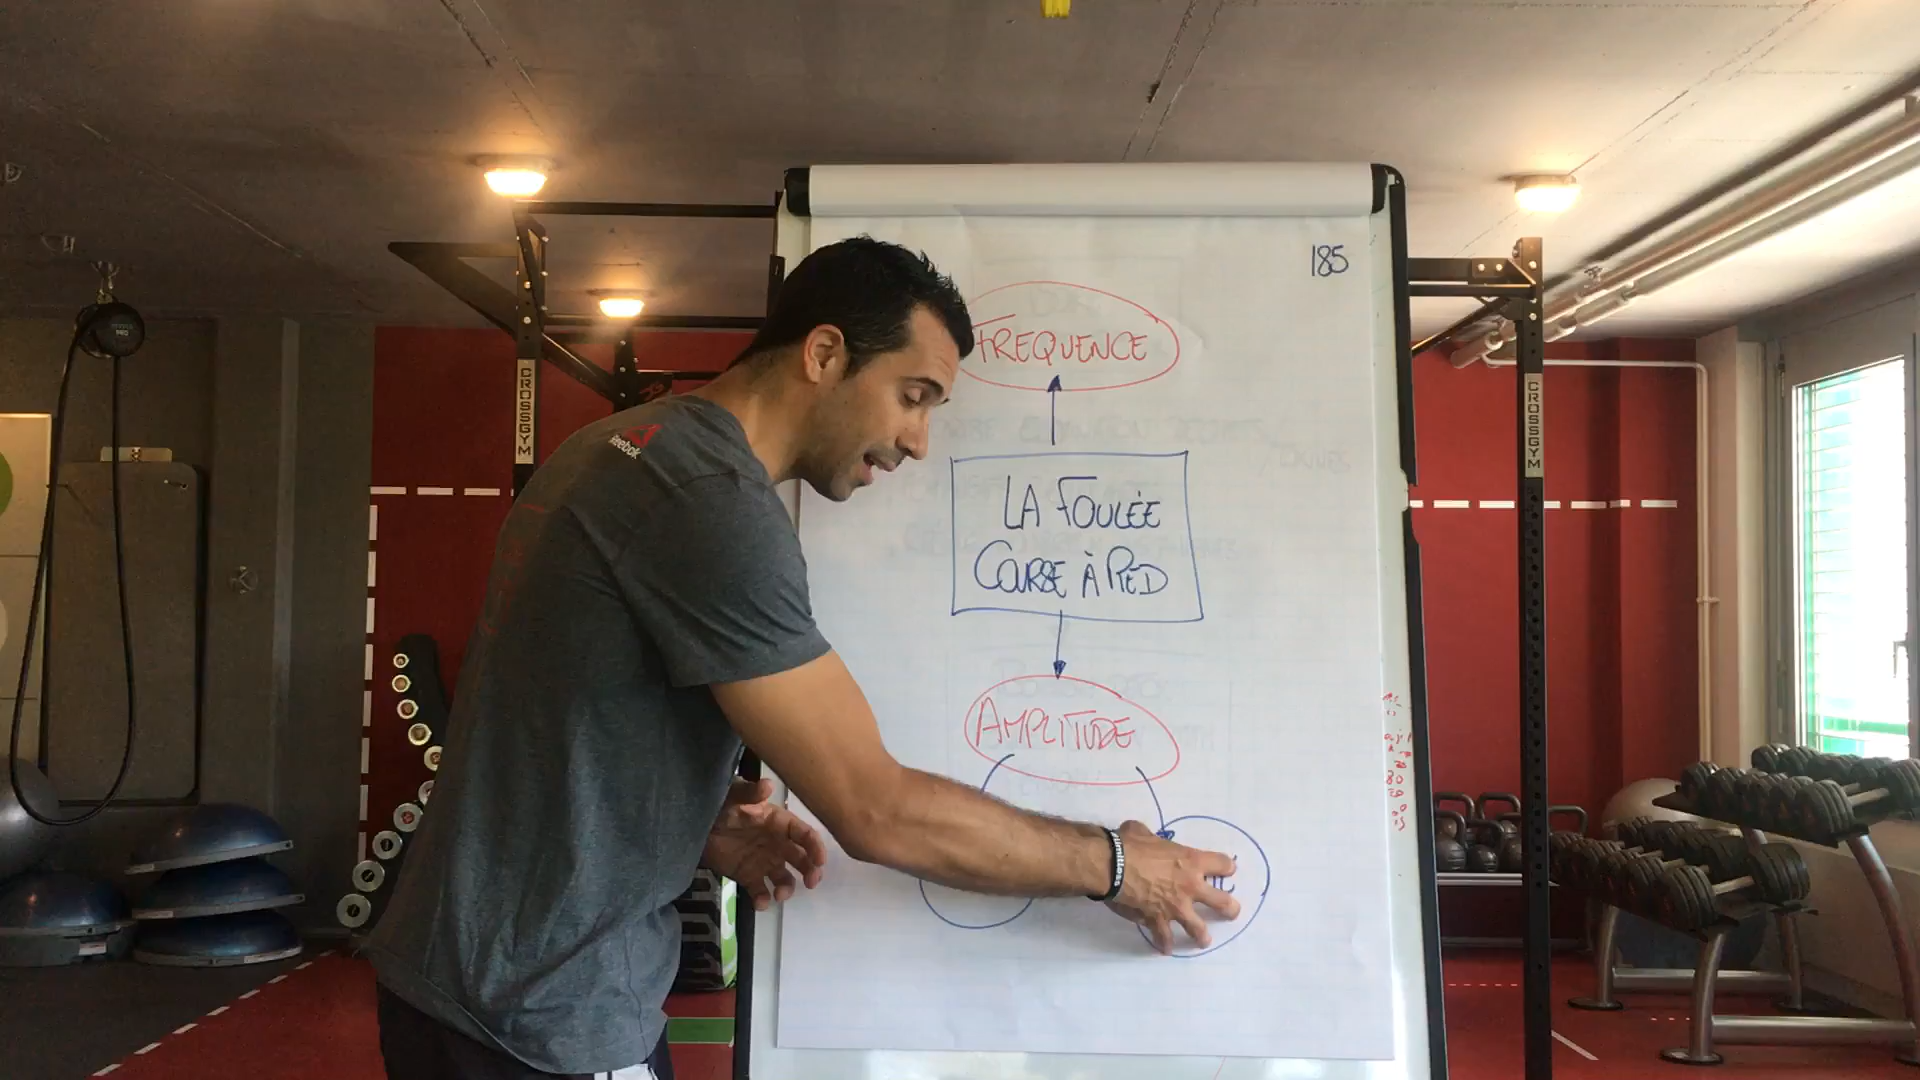 185
FREQUENCE
LA FOULÉE
COURSE À PIED
AMPLITUDE
Reebok
CROSSGYM
CROSSGYM